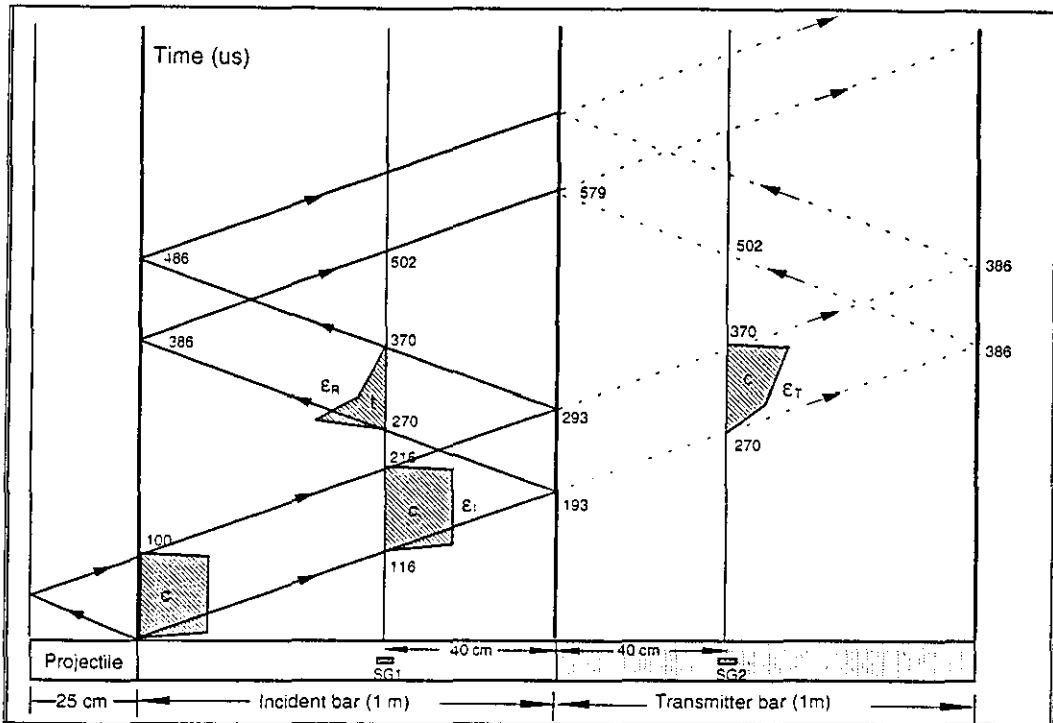 Time (us)
486
579
502
502
386
386
370
370
386
εR
t
C
εT
270
270
293
216
C
εI
193
100
116
C
Projectile
40 cm
40 cm
SG1
SG2
25 cm
Incident bar (1 m)
Transmitter bar (1m)